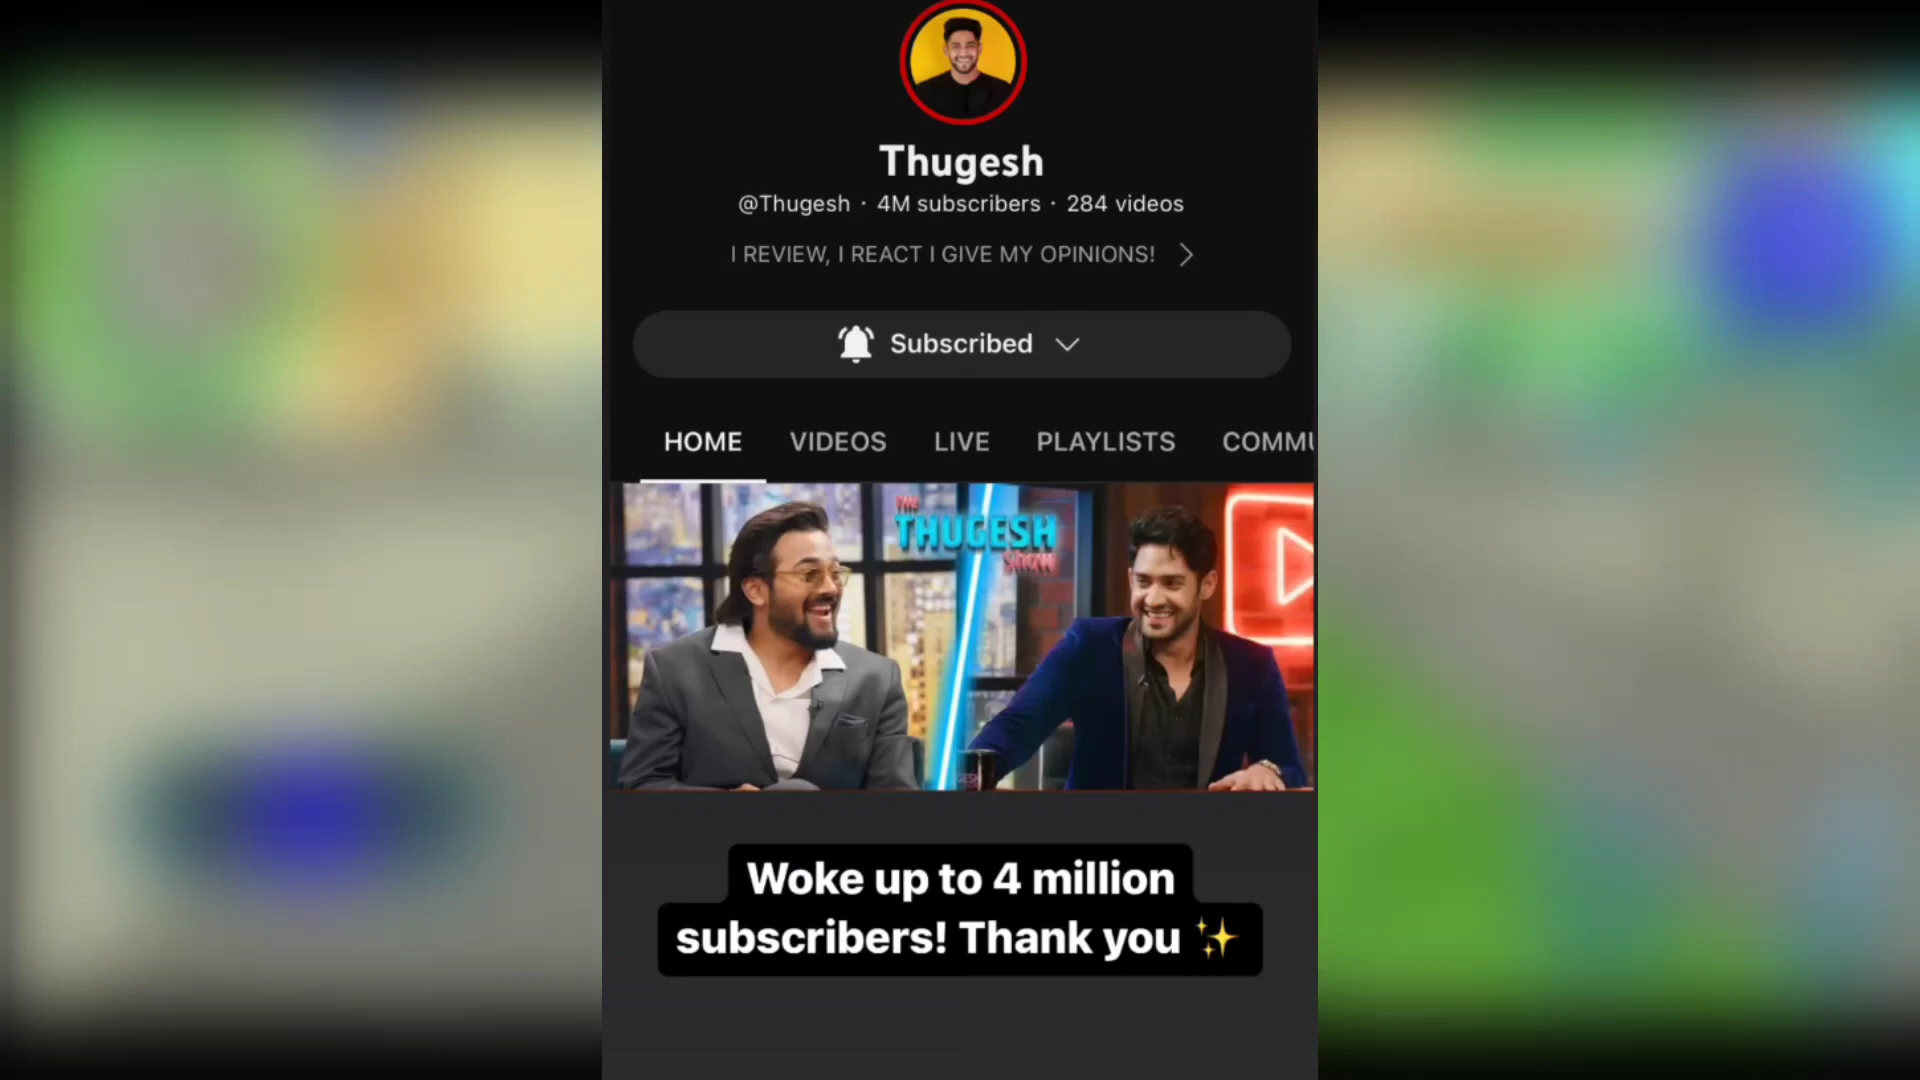 Thugesh
@Thugesh · 4M subscribers · 284 videos
I REVIEW, I REACT I GIVE MY OPINIONS!
Subscribed
HOME VIDEOS LIVE PLAYLISTS COMMU
THE
THUGESH
SHOW
Woke up to 4 million
subscribers! Thank you ✨